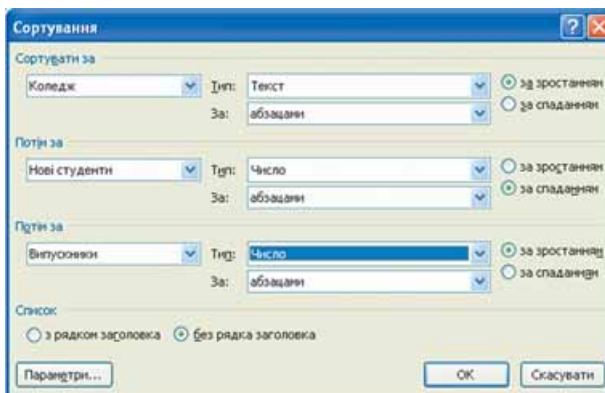 Сортування
Сортувати за
Коледж Тип: Текст за зростанням
За: абзацами за спаданням
Потім за
Нові студенти Тип: Число за зростанням
За: абзацами за спаданням
Потім за
Випускники Тип: Число за зростанням
За: абзацами за спаданням
Список
з рядком заголовка без рядка заголовка
Параметри... ОК Скасувати